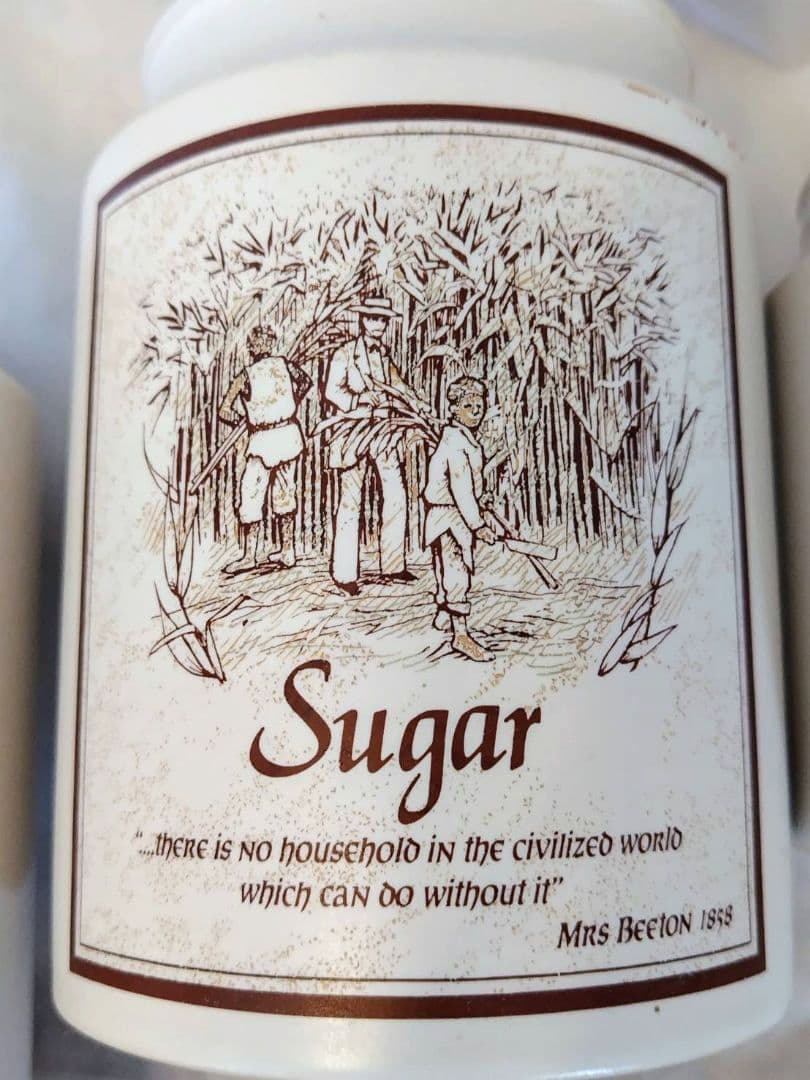 Sugar
"....there is no household in the civilized world
which can do without it"
Mrs Beeton 1858